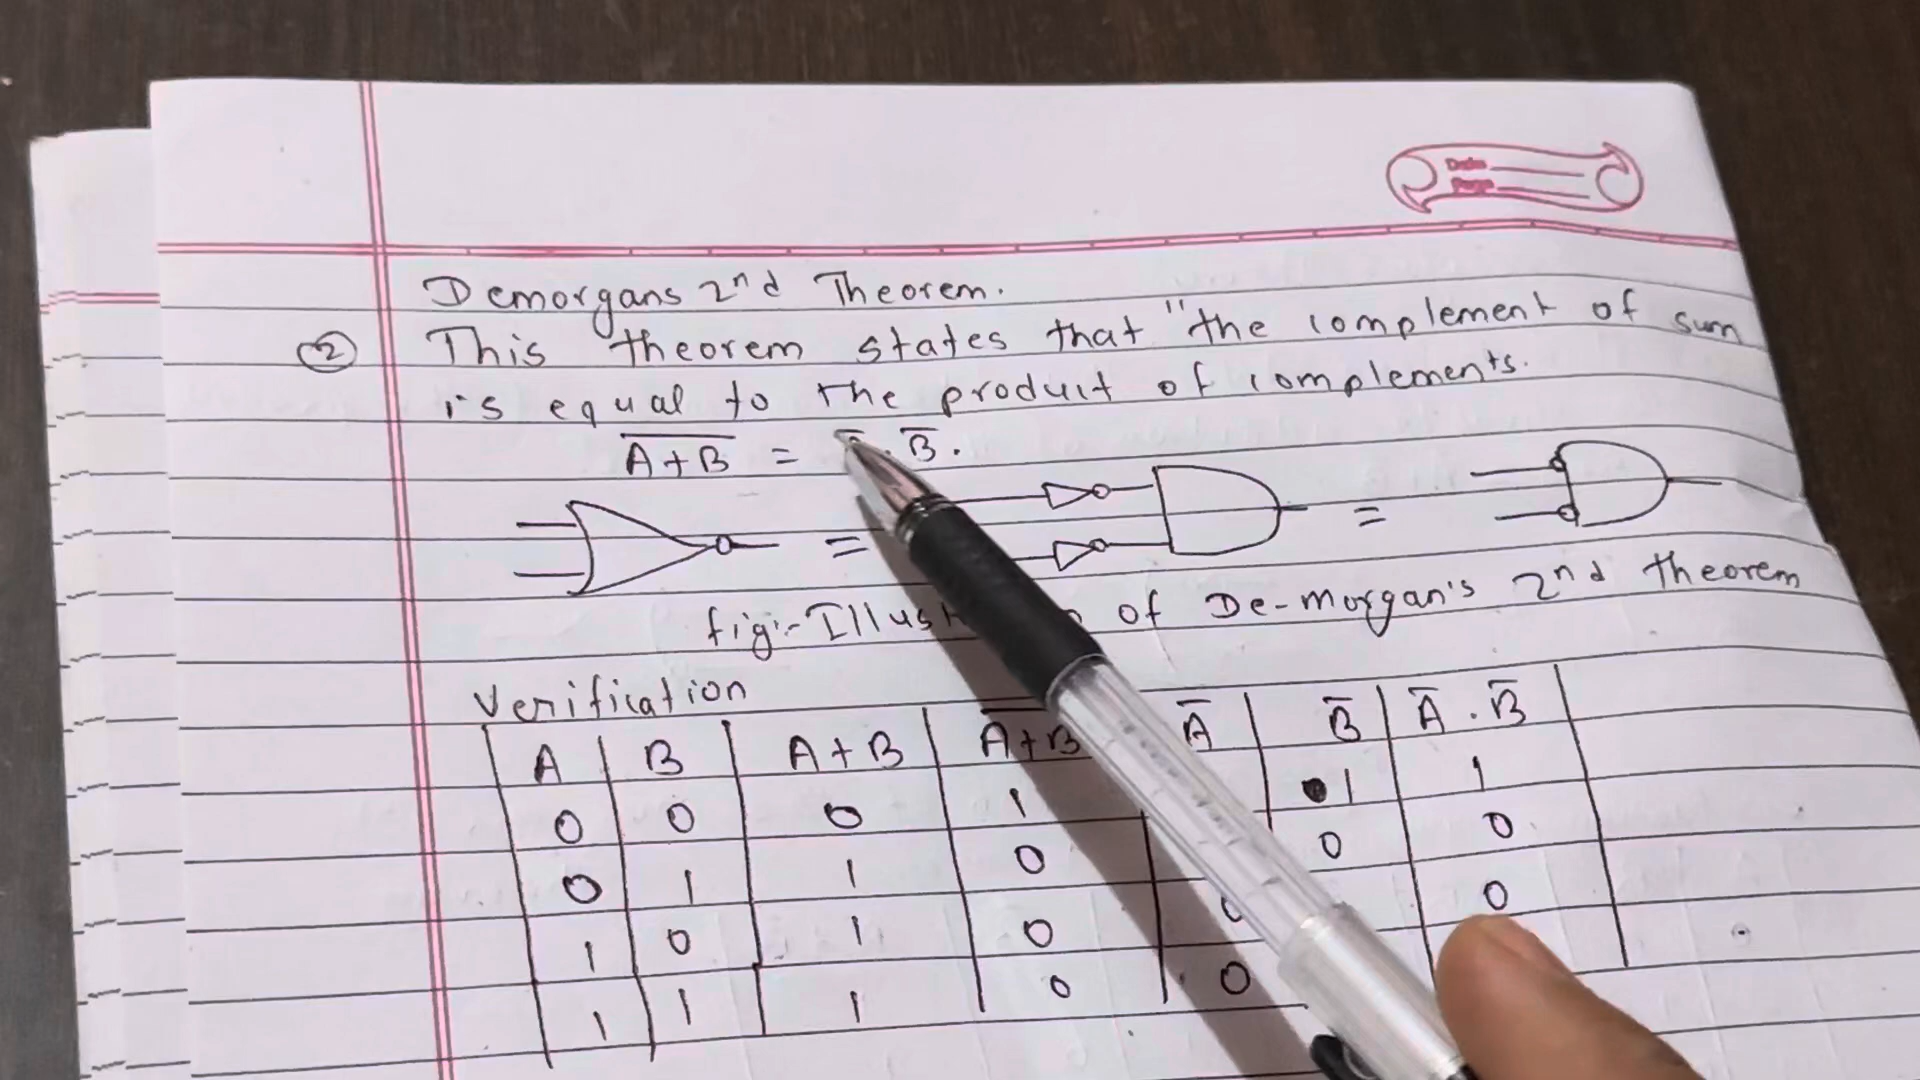 Date
Page
Demorgans 2nd Theorem.
② This theorem states that "the complement of sum
is equal to the product of complements.
A̅+̅B̅ = . B̅.
= =
fig:- Illust of De-morgan's 2nd theorem
Verification
A B A+B A̅+̅B̅ A̅ B̅ A̅ . B̅
0 0 0 1 1 1
0 1 1 0 0 0
1 0 1 0 0 0
1 1 1 0 0